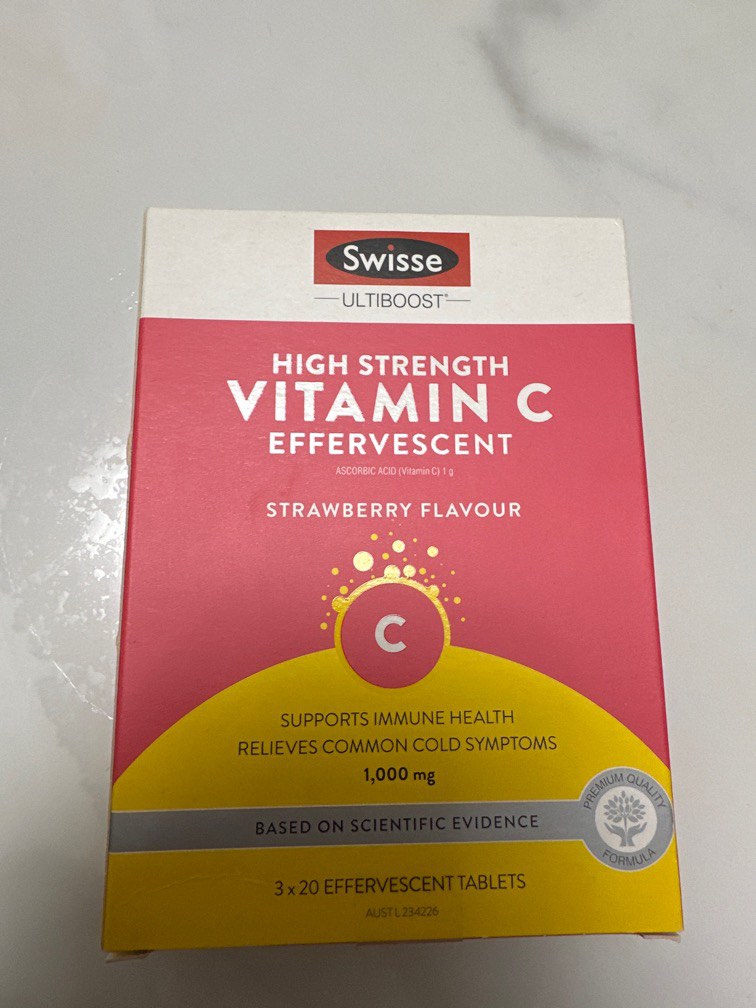 Swisse
ULTIBOOST®
HIGH STRENGTH
VITAMIN C
EFFERVESCENT
ASCORBIC ACID (Vitamin C) 1 g
STRAWBERRY FLAVOUR
C
SUPPORTS IMMUNE HEALTH
RELIEVES COMMON COLD SYMPTOMS
1,000 mg
BASED ON SCIENTIFIC EVIDENCE
PREMIUM QUALITY
FORMULA
3 x 20 EFFERVESCENT TABLETS
AUST L 234226